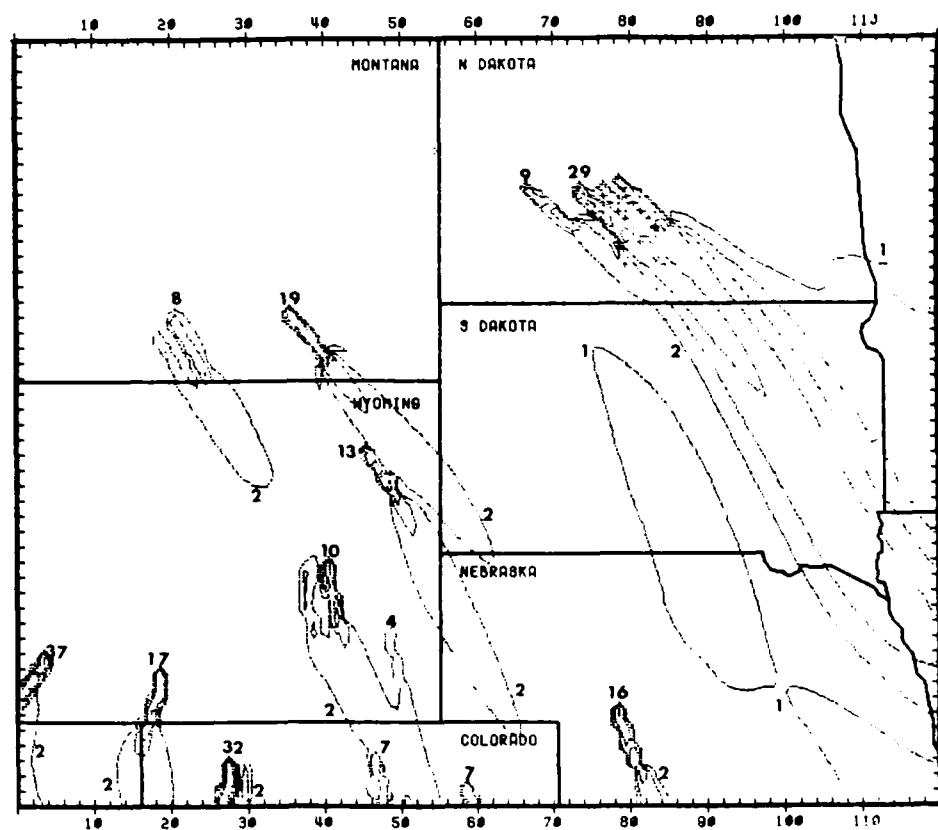 10 20 30 40 50 60 70 80 90 100 11J
MONTANA N DAKOTA
9 29
1
8 19
S DAKOTA
1 2
WYOMING
13
2 2
10
NEBRASKA
4
37 17
2 2 1
16
COLORADO
2 2 32 2 7 7 2
10 20 30 40 50 60 70 80 90 100 110